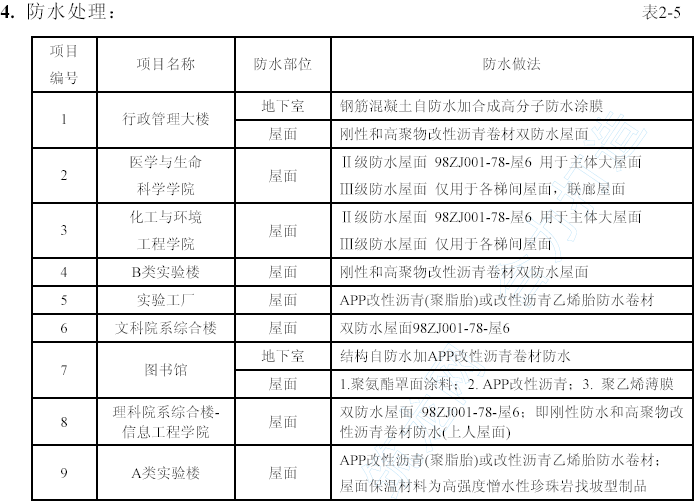 4. 防水处理：
表2-5
项目编号 项目名称 防水部位 防水做法
1 行政管理大楼 地下室 钢筋混凝土自防水加合成高分子防水涂膜
屋面 刚性和高聚物改性沥青卷材双防水屋面
2 医学与生命科学学院 屋面 Ⅱ级防水屋面 98ZJ001-78-屋6 用于主体大屋面
Ⅲ级防水屋面 仅用于各梯间屋面，联廊屋面
3 化工与环境工程学院 屋面 Ⅱ级防水屋面 98ZJ001-78-屋6 用于主体大屋面
Ⅲ级防水屋面 仅用于各梯间屋面
4 B类实验楼 屋面 刚性和高聚物改性沥青卷材双防水屋面
5 实验工厂 屋面 APP改性沥青(聚脂胎)或改性沥青乙烯胎防水卷材
6 文科院系综合楼 屋面 双防水屋面98ZJ001-78-屋6
7 图书馆 地下室 结构自防水加APP改性沥青卷材防水
屋面 1.聚氨酯罩面涂料；2. APP改性沥青；3. 聚乙烯薄膜
8 理科院系综合楼-信息工程学院 屋面 双防水屋面 98ZJ001-78-屋6；即刚性防水和高聚物改
性沥青卷材防水(上人屋面)
9 A类实验楼 屋面 APP改性沥青(聚脂胎)或改性沥青乙烯胎防水卷材；
屋面保温材料为高强度憎水性珍珠岩找坡型制品